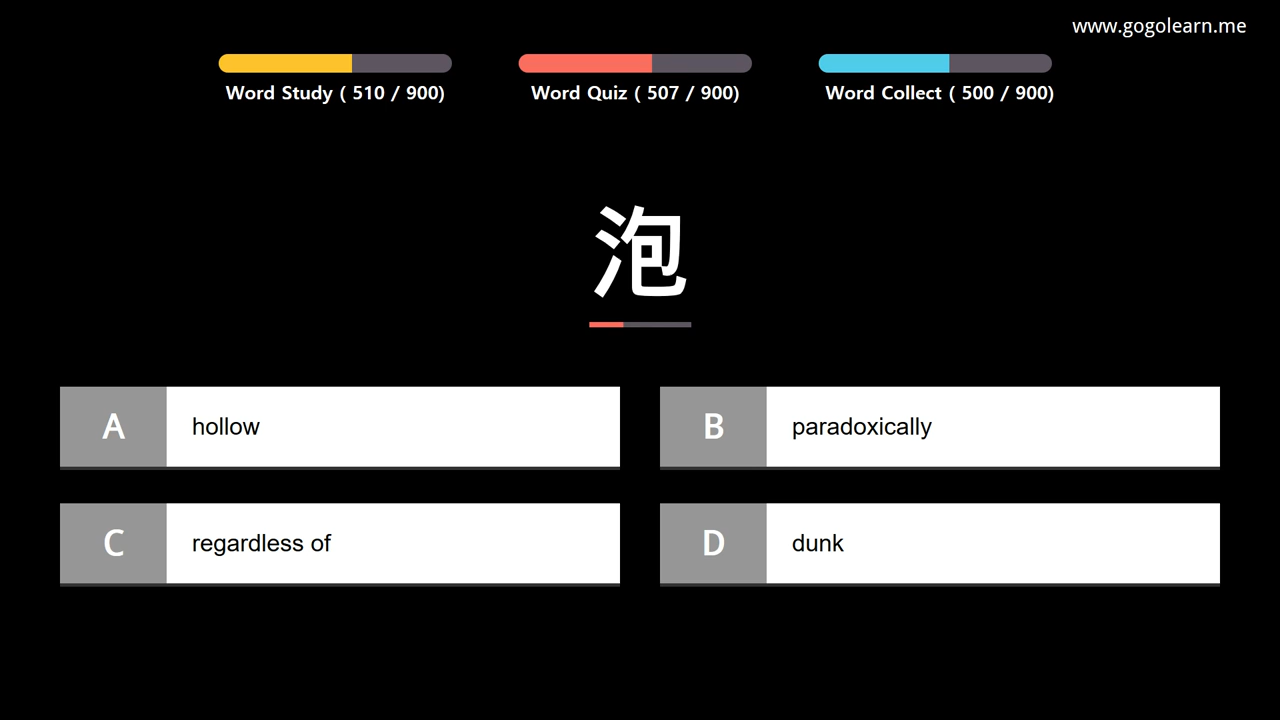 www.gogolearn.me
Word Study ( 510 / 900)
Word Quiz ( 507 / 900)
Word Collect ( 500 / 900)
泡
A hollow
B paradoxically
C regardless of
D dunk